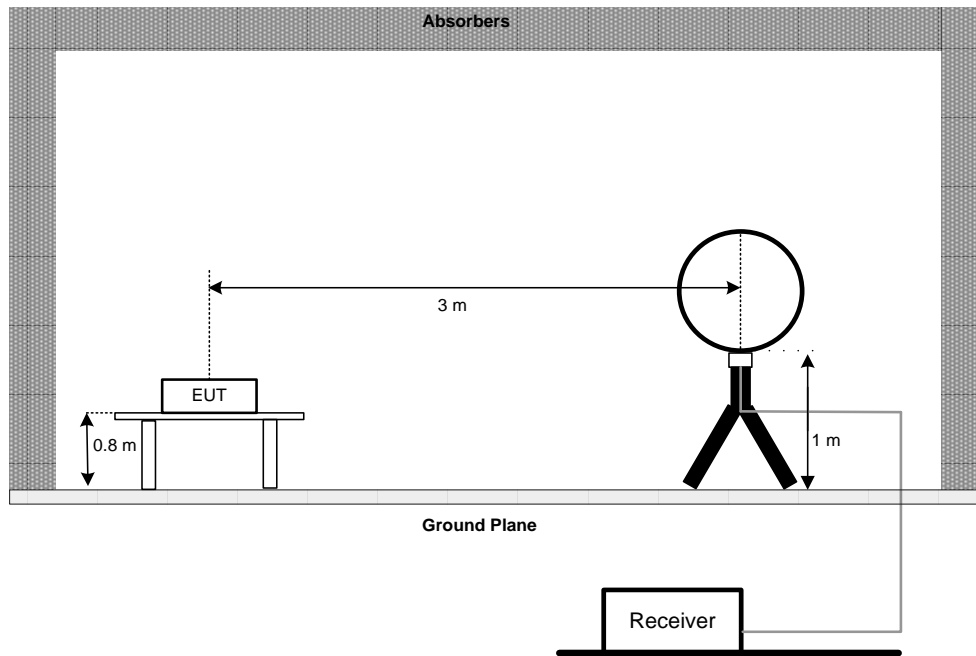 Absorbers
3 m
EUT
0.8 m
1 m
Ground Plane
Receiver